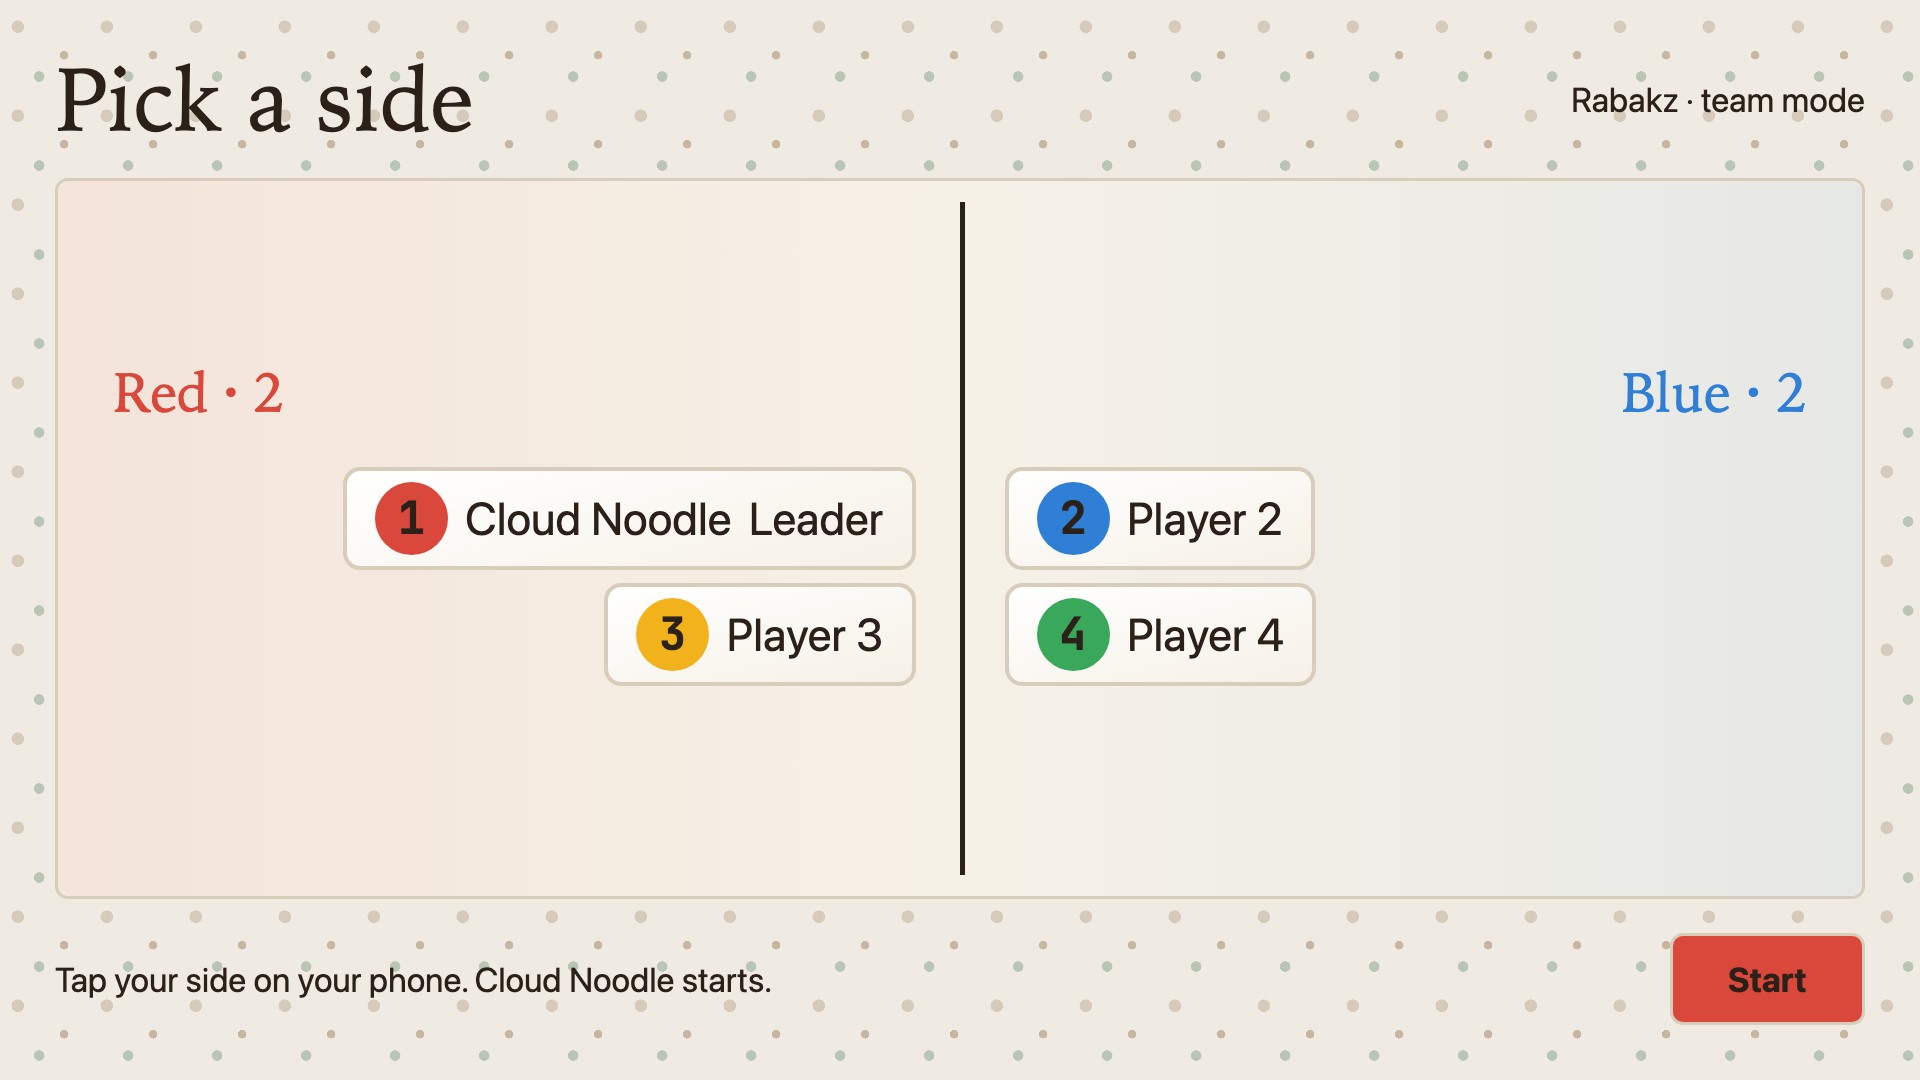 Pick a side
Rabakz · team mode
Red · 2
Blue · 2
1 Cloud Noodle Leader
2 Player 2
3 Player 3
4 Player 4
Tap your side on your phone. Cloud Noodle starts.
Start